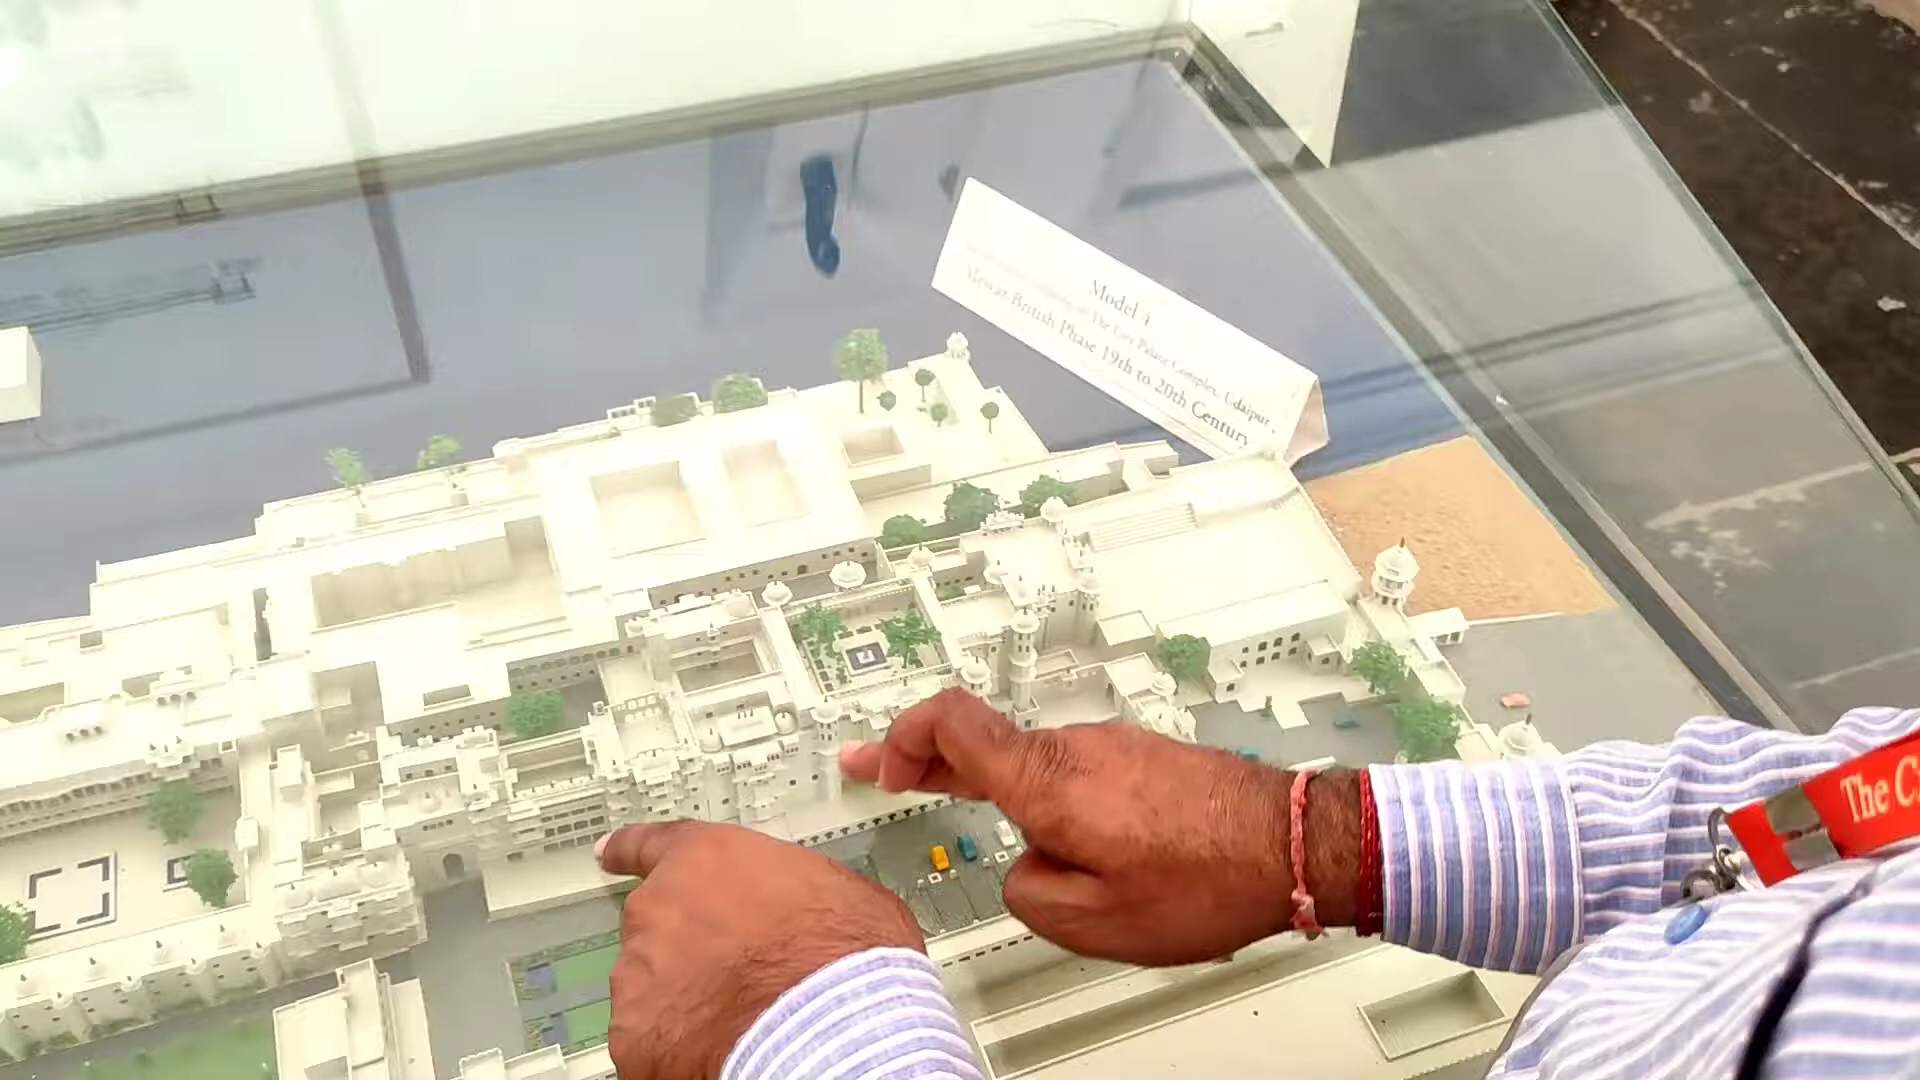 Model 4
The City Palace Complex, Udaipur,
Mewar-British Phase 19th to 20th Century
The C